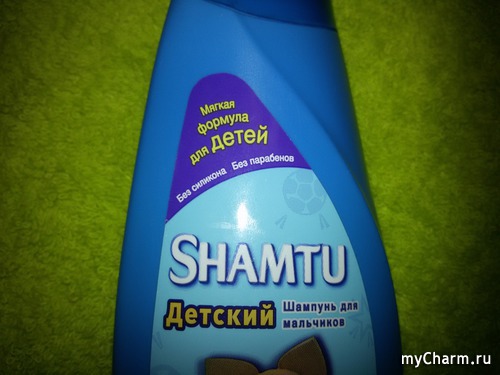 Мягкая
формула
для детей
Без силикона Без парабенов
SHAMTU
Детский Шампунь для
мальчиков
myCharm.ru